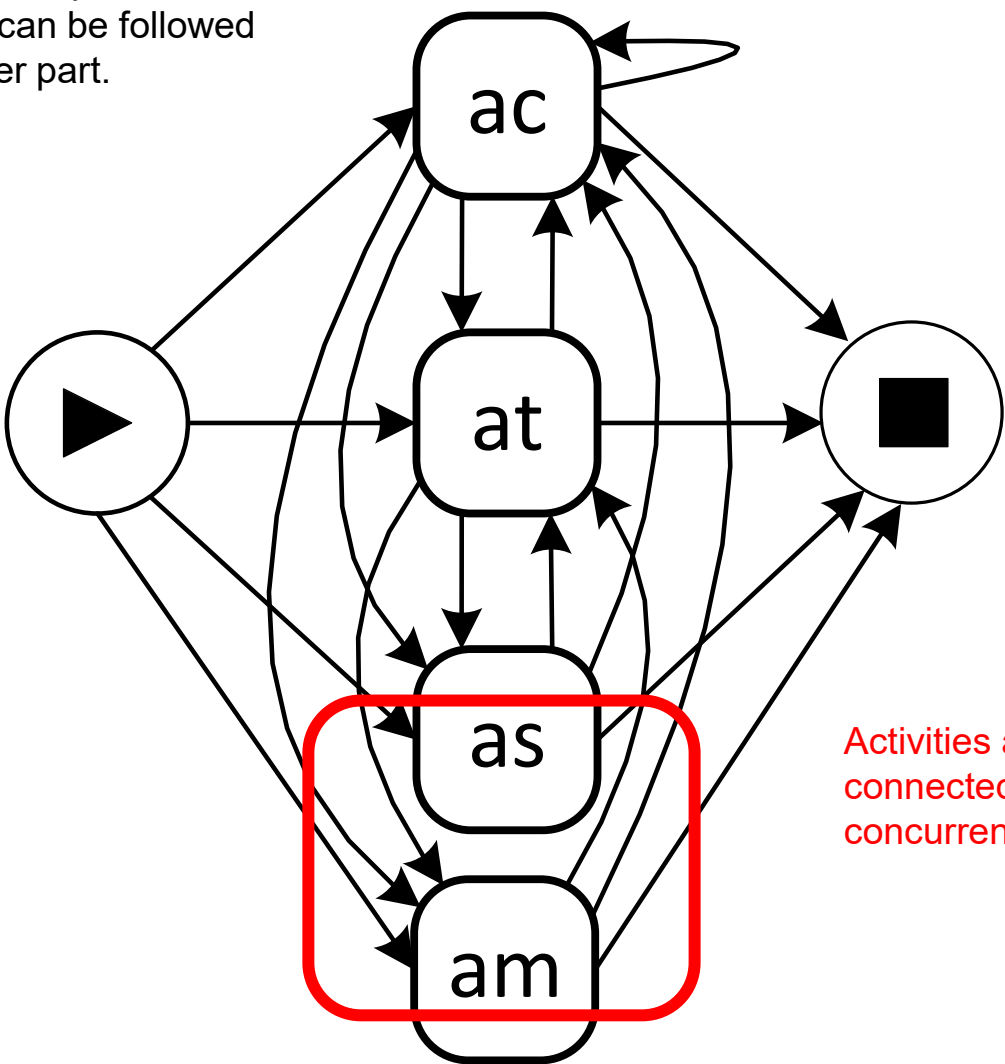 can be followed
er part.
ac
at
as
am
Activities
connected
concurren